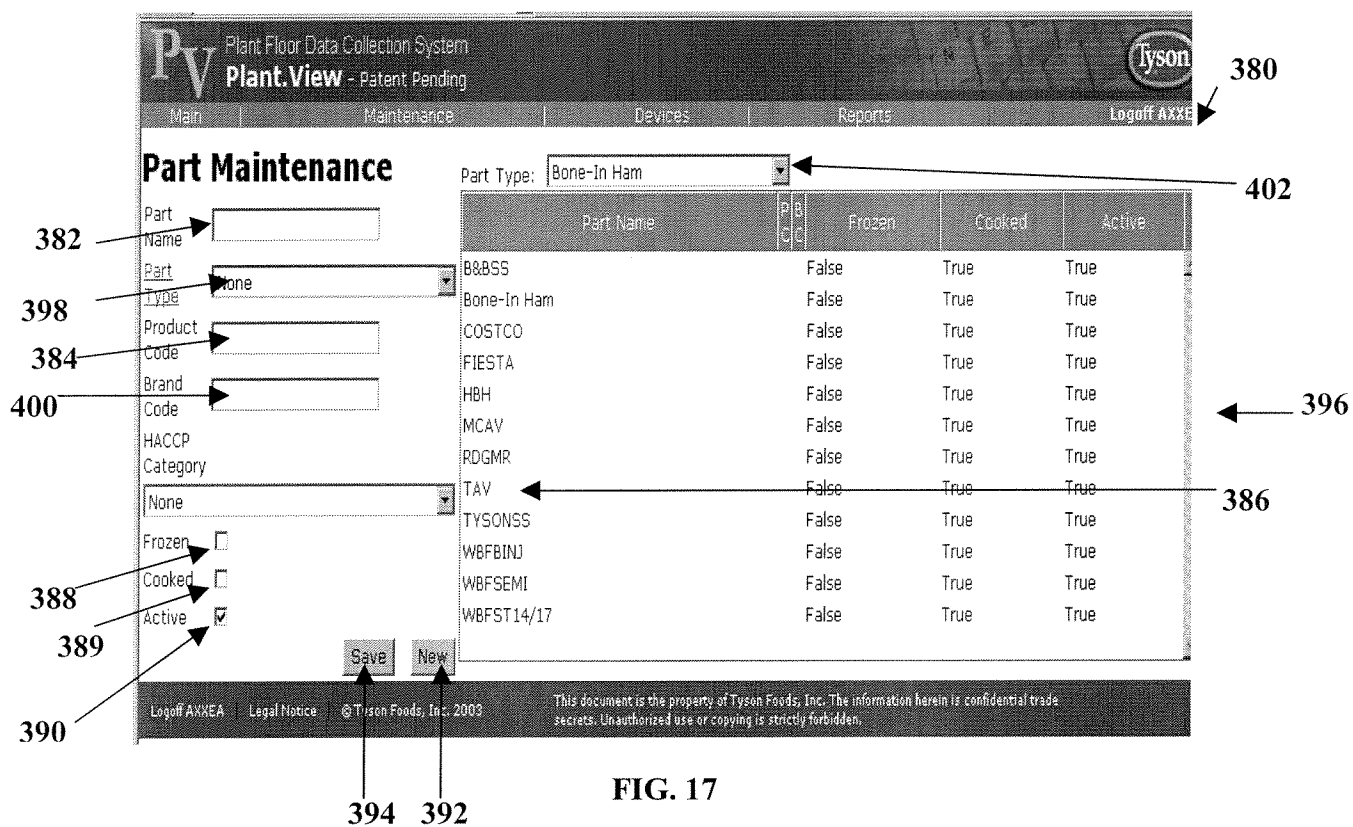 PV
Plant Floor Data Collection System
Plant.View - Patent Pending
Tyson
380
Main Maintenance Devices Reports Logoff AXXE
Part Maintenance
Part Type: Bone-In Ham
402
Part Name
Part Name PC BC Frozen Cooked Active
382
B&BSS False True True
Part Type None
Bone-In Ham False True True
398
Product Code
COSTCO False True True
384
FIESTA False True True
Brand Code
HBH False True True
400
396
MCAV False True True
HACCP Category
RDGMR False True True
None
TAV False True True
386
TYSONSS False True True
Frozen
WBFBINJ False True True
388
Cooked
WBFSEMI False True True
389
Active
WBFST14/17 False True True
Save New
390
Logoff AXXEA Legal Notice © Tyson Foods, Inc. 2003
This document is the property of Tyson Foods, Inc. The information herein is confidential trade
secrets. Unauthorized use or copying is strictly forbidden.
394 392
FIG. 17